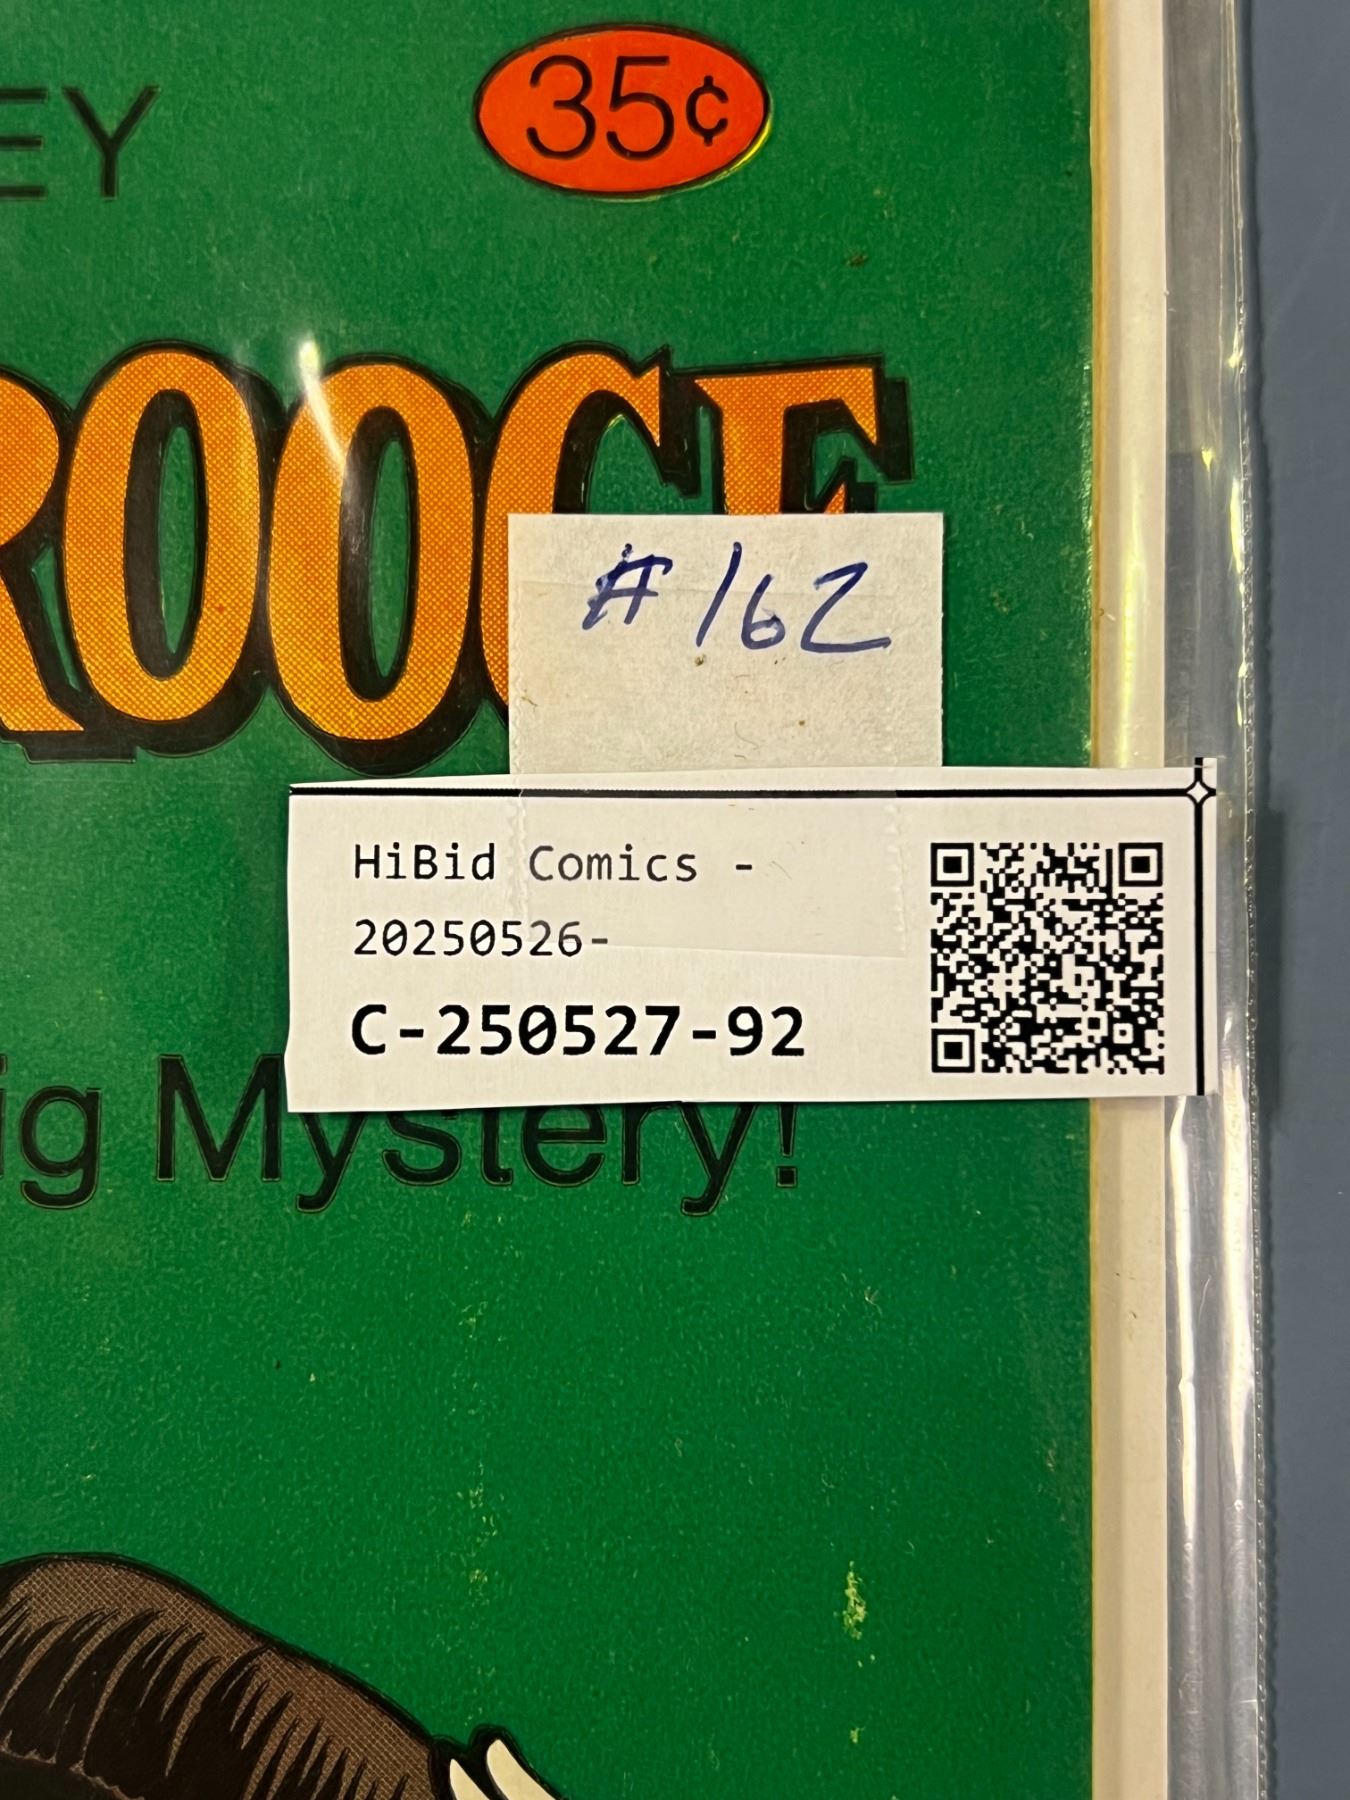 EY
35¢
ROOGE
#162
HiBid Comics -
20250526-
C-250527-92
ig Mystery!